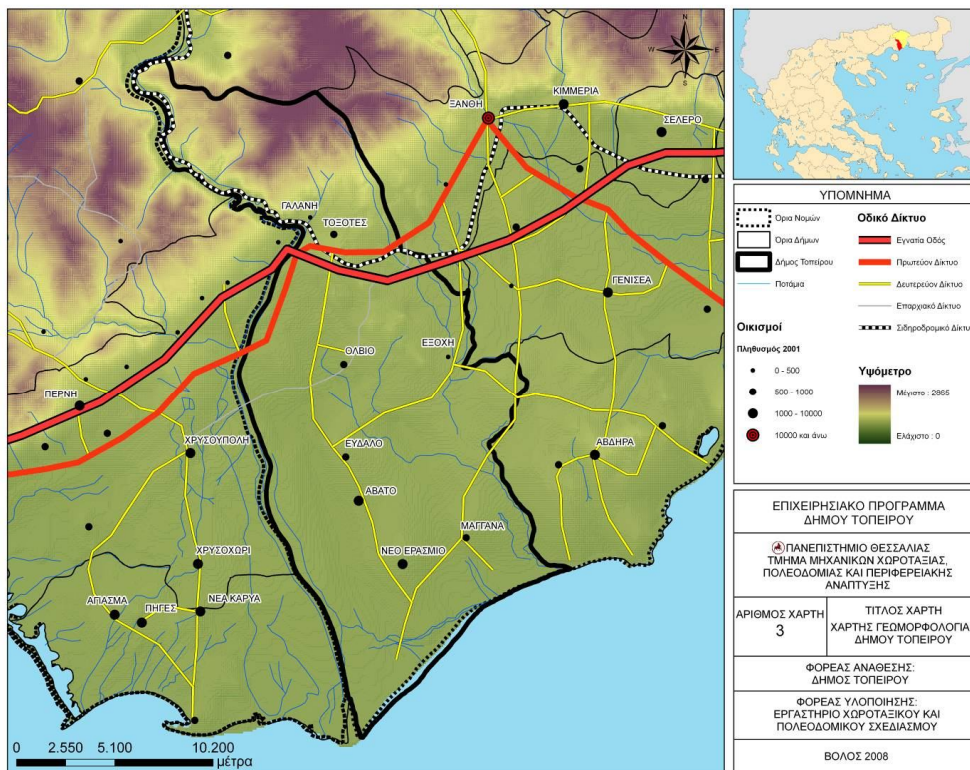 N
W
E
S
ΞΑΝΘΗ
ΚΙΜΜΕΡΙΑ
ΣΕΛΕΡΟ
ΓΑΛΑΝΗ
ΤΟΞΟΤΕΣ
ΓΕΝΙΣΕΑ
ΟΛΒΙΟ
ΕΞΟΧΗ
ΠΕΡΝΗ
ΧΡΥΣΟΥΠΟΛΗ
ΕΥΔΑΛΟ
ΑΒΔΗΡΑ
ΑΒΑΤΟ
ΜΑΓΓΑΝΑ
ΧΡΥΣΟΧΩΡΙ
ΝΕΟ ΕΡΑΣΜΙΟ
ΑΓΙΑΣΜΑ
ΠΗΓΕΣ
ΝΕΑ ΚΑΡΥΑ
0 2.550 5.100 10.200
μέτρα
ΥΠΟΜΝΗΜΑ
Όρια Νομών
Όρια Δήμων
Δήμος Τοπείρου
Ποτάμια
Οικισμοί
Πληθυσμός 2001
0 - 500
500 - 1000
1000 - 10000
10000 και άνω
Οδικό Δίκτυο
Εγνατία Οδός
Πρωτεύον Δίκτυο
Δευτερεύον Δίκτυο
Επαρχιακό Δίκτυο
Σιδηροδρομικό Δίκτυο
Υψόμετρο
Μέγιστο : 2865
Ελάχιστο : 0
ΕΠΙΧΕΙΡΗΣΙΑΚΟ ΠΡΟΓΡΑΜΜΑ
ΔΗΜΟΥ ΤΟΠΕΙΡΟΥ
ΠΑΝΕΠΙΣΤΗΜΙΟ ΘΕΣΣΑΛΙΑΣ
ΤΜΗΜΑ ΜΗΧΑΝΙΚΩΝ ΧΩΡΟΤΑΞΙΑΣ,
ΠΟΛΕΟΔΟΜΙΑΣ ΚΑΙ ΠΕΡΙΦΕΡΕΙΑΚΗΣ
ΑΝΑΠΤΥΞΗΣ
ΑΡΙΘΜΟΣ ΧΑΡΤΗ
3
ΤΙΤΛΟΣ ΧΑΡΤΗ
ΧΑΡΤΗΣ ΓΕΩΜΟΡΦΟΛΟΓΙΑΣ
ΔΗΜΟΥ ΤΟΠΕΙΡΟΥ
ΦΟΡΕΑΣ ΑΝΑΘΕΣΗΣ:
ΔΗΜΟΣ ΤΟΠΕΙΡΟΥ
ΦΟΡΕΑΣ ΥΛΟΠΟΙΗΣΗΣ:
ΕΡΓΑΣΤΗΡΙΟ ΧΩΡΟΤΑΞΙΚΟΥ ΚΑΙ
ΠΟΛΕΟΔΟΜΙΚΟΥ ΣΧΕΔΙΑΣΜΟΥ
ΒΟΛΟΣ 2008